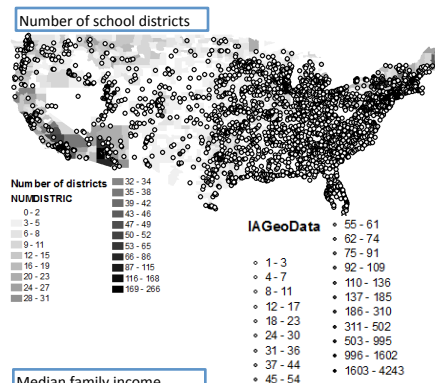 Number of school districts
Number of districts
NUMDISTRIC
0 - 2
3 - 5
6 - 8
9 - 11
12 - 15
16 - 19
20 - 23
24 - 27
28 - 31
32 - 34
35 - 38
39 - 42
43 - 46
47 - 49
50 - 52
53 - 65
66 - 86
87 - 115
116 - 168
169 - 266
IAGeoData
1 - 3
4 - 7
8 - 11
12 - 17
18 - 23
24 - 30
31 - 36
37 - 44
45 - 54
55 - 61
62 - 74
75 - 91
92 - 109
110 - 136
137 - 185
186 - 310
311 - 502
503 - 995
996 - 1602
1603 - 4243
Median family income